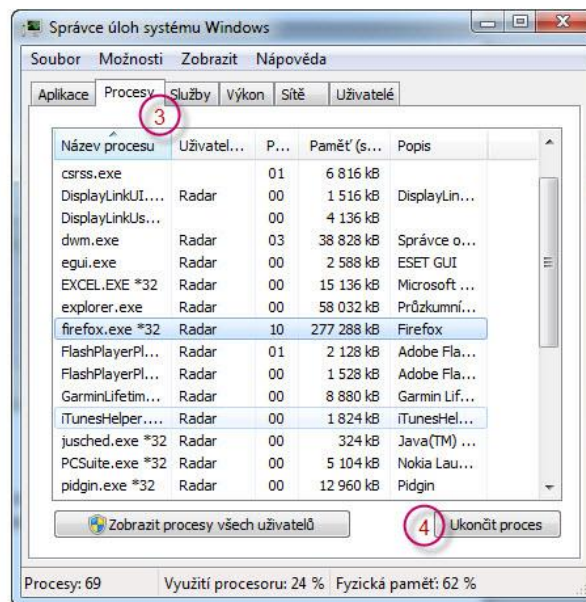 Správce úloh systému Windows
Soubor Možnosti Zobrazit Nápověda
Aplikace Procesy Služby Výkon Sítě Uživatelé
3
Název procesu Uživatel... P... Paměť (s... Popis
csrss.exe 01 6 816 kB
DisplayLinkUI.... Radar 00 1 516 kB DisplayLin...
DisplayLinkUs... 00 4 136 kB
dwm.exe Radar 03 38 828 kB Správce o...
egui.exe Radar 00 2 588 kB ESET GUI
EXCEL.EXE *32 Radar 00 15 136 kB Microsoft ...
explorer.exe Radar 00 58 032 kB Průzkumní...
firefox.exe *32 Radar 10 277 288 kB Firefox
FlashPlayerPl... Radar 01 2 128 kB Adobe Fla...
FlashPlayerPl... Radar 00 1 528 kB Adobe Fla...
GarminLifetim... Radar 00 8 880 kB Garmin Lif...
iTunesHelper.... Radar 00 1 824 kB iTunesHel...
jusched.exe *32 Radar 00 324 kB Java(TM) ...
PCSuite.exe *32 Radar 00 5 104 kB Nokia Lau...
pidgin.exe *32 Radar 00 12 960 kB Pidgin
Zobrazit procesy všech uživatelů 4 Ukončit proces
Procesy: 69 Využití procesoru: 24 % Fyzická paměť: 62 %